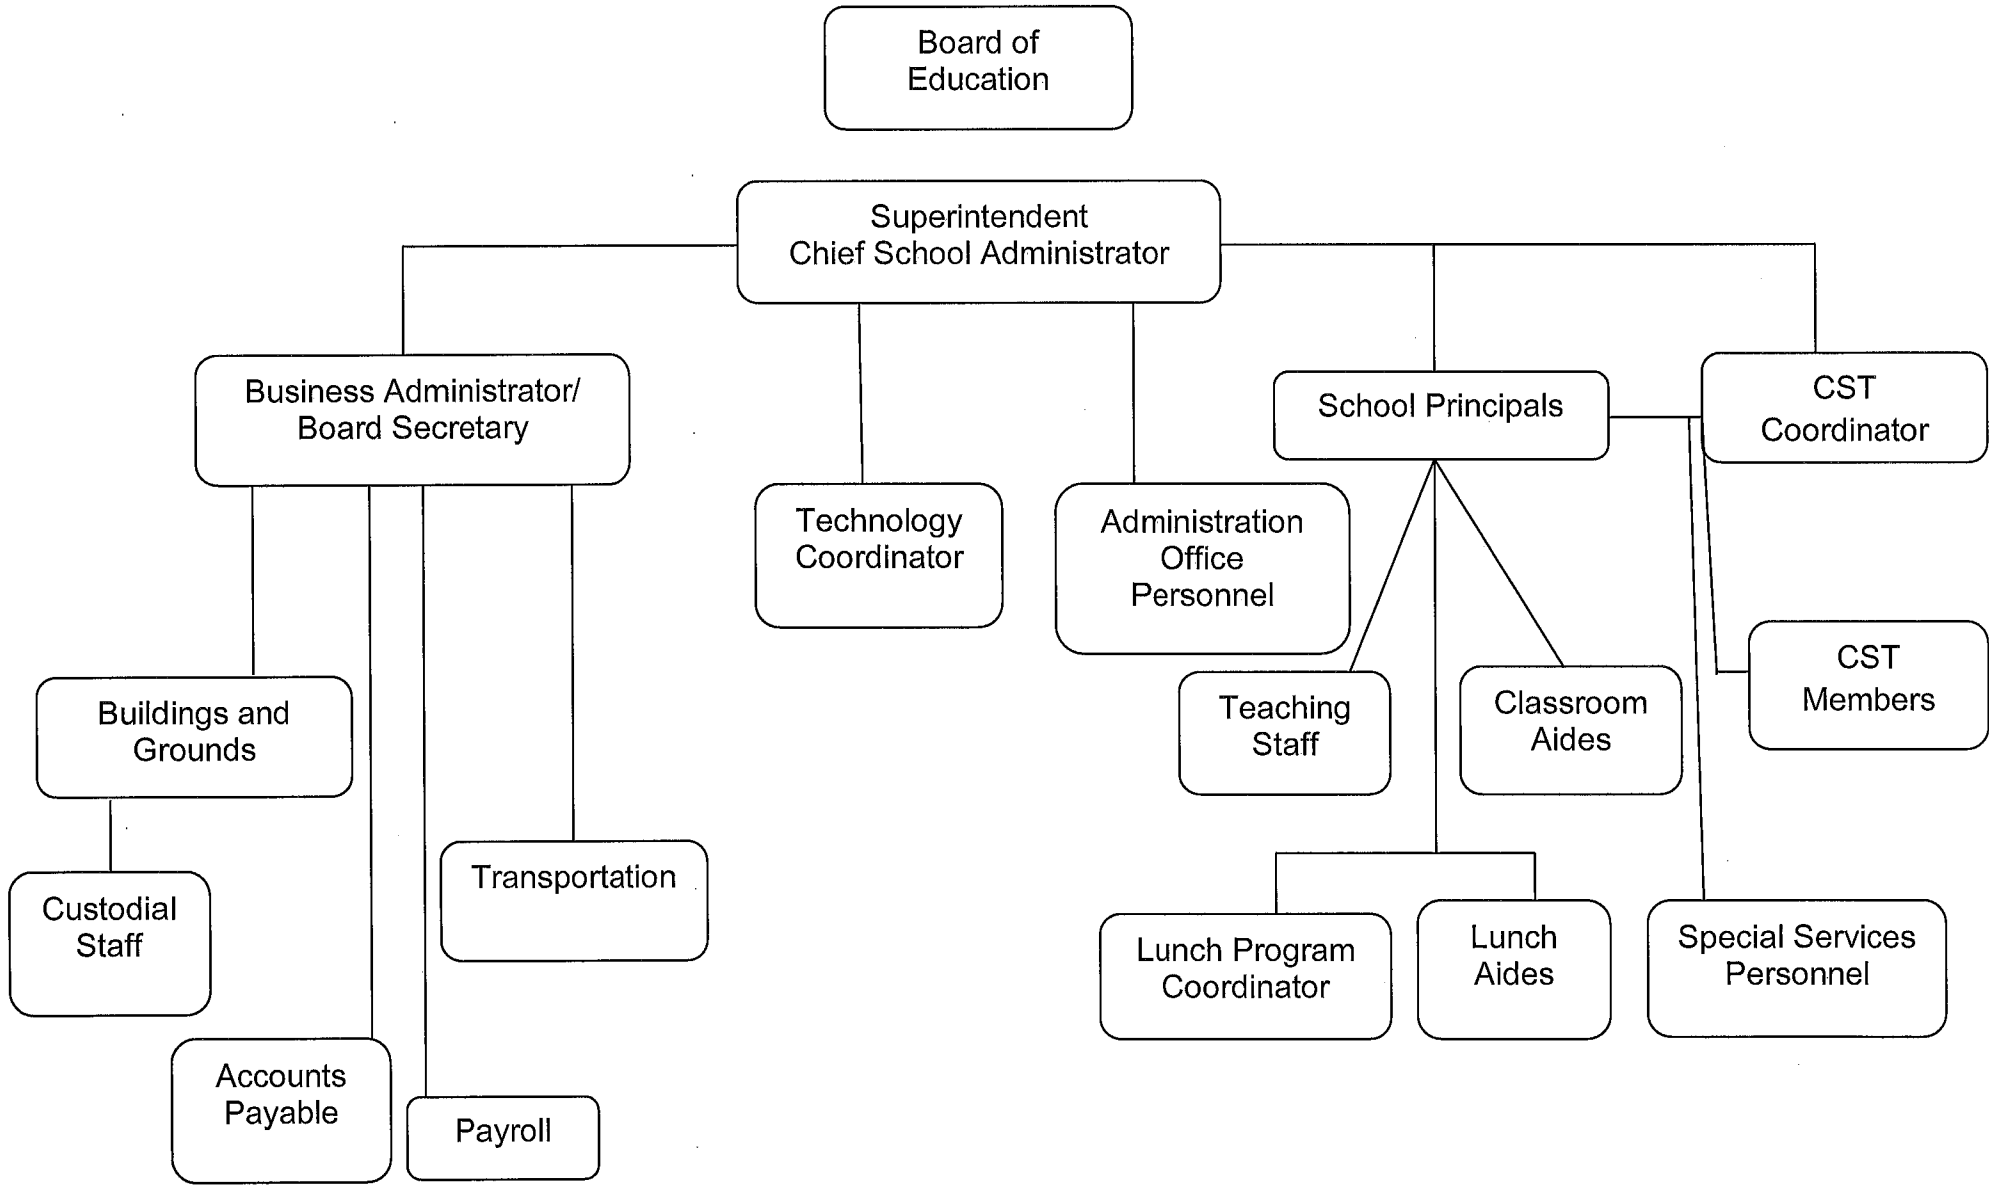 Board of
Education
Superintendent
Chief School Administrator
Business Administrator/
Board Secretary
School Principals
CST
Coordinator
Technology
Coordinator
Administration
Office
Personnel
Buildings and
Grounds
Teaching
Staff
Classroom
Aides
CST
Members
Custodial
Staff
Transportation
Lunch Program
Coordinator
Lunch
Aides
Special Services
Personnel
Accounts
Payable
Payroll